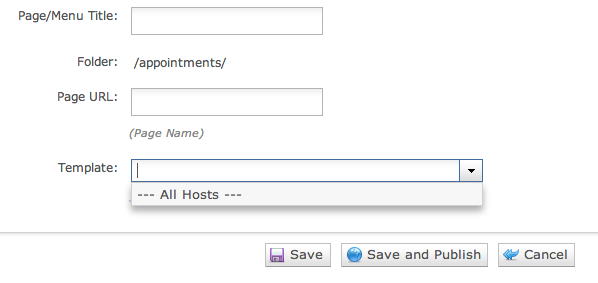 Page/Menu Title:
Folder: /appointments/
Page URL:
(Page Name)
Template:
--- All Hosts ---
Save Save and Publish Cancel